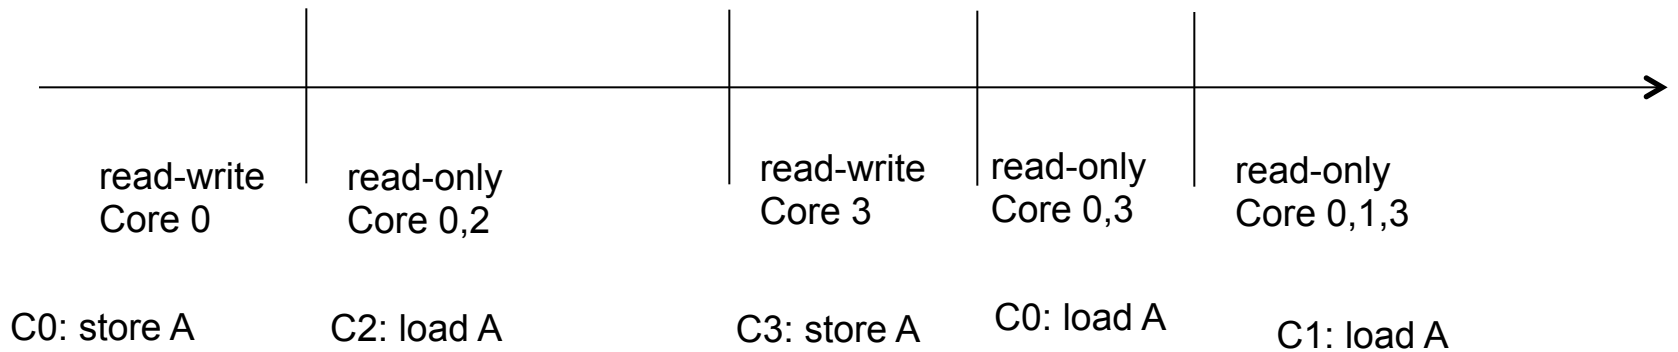 read-write
Core 0
read-only
Core 0,2
read-write
Core 3
read-only
Core 0,3
read-only
Core 0,1,3
C0: store A
C2: load A
C3: store A
C0: load A
C1: load A